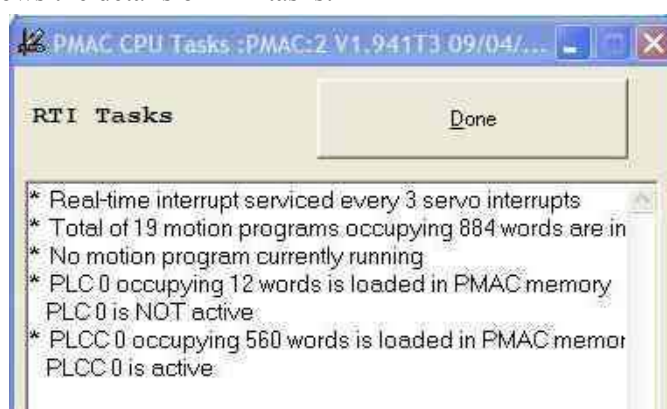 PMAC CPU Tasks :PMAC:2 V1.941T3 09/04/...
RTI Tasks
Done
* Real-time interrupt serviced every 3 servo interrupts
* Total of 19 motion programs occupying 884 words are in
* No motion program currently running
* PLC 0 occupying 12 words is loaded in PMAC memory
PLC 0 is NOT active
* PLCC 0 occupying 560 words is loaded in PMAC memor
PLCC 0 is active